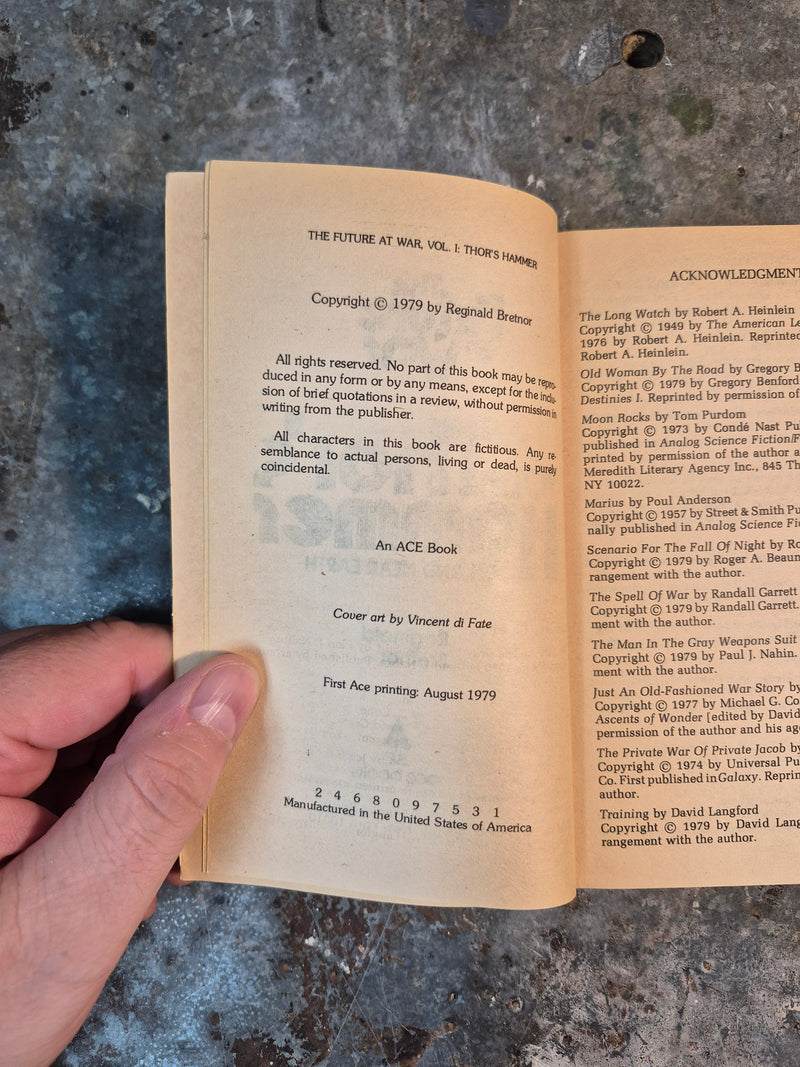 THE FUTURE AT WAR, VOL. I: THOR'S HAMMER
Copyright © 1979 by Reginald Bretnor
All rights reserved. No part of this book may be repro-
duced in any form or by any means, except for the inclu-
sion of brief quotations in a review, without permission in
writing from the publisher.
All characters in this book are fictitious. Any re-
semblance to actual persons, living or dead, is purely
coincidental.
An ACE Book
Cover art by Vincent di Fate
First Ace printing: August 1979
2 4 6 8 0 9 7 5 3 1
Manufactured in the United States of America
ACKNOWLEDGMENT
The Long Watch by Robert A. Heinlein
Copyright © 1949 by The American Le
1976 by Robert A. Heinlein. Reprinted
Robert A. Heinlein.
Old Woman By The Road by Gregory B
Copyright © 1979 by Gregory Benford
Destinies I. Reprinted by permission of
Moon Rocks by Tom Purdom
Copyright © 1973 by Condé Nast Pu
published in Analog Science Fiction/F
printed by permission of the author a
Meredith Literary Agency Inc., 845 Th
NY 10022.
Marius by Poul Anderson
Copyright © 1957 by Street & Smith Pu
nally published in Analog Science Fi
Scenario For The Fall Of Night by Ro
Copyright © 1979 by Roger A. Beaum
rangement with the author.
The Spell Of War by Randall Garrett
Copyright © 1979 by Randall Garrett.
ment with the author.
The Man In The Gray Weapons Suit
Copyright © 1979 by Paul J. Nahin.
ment with the author.
Just An Old-Fashioned War Story by
Copyright © 1977 by Michael G. Co
Ascents of Wonder [edited by David
permission of the author and his ag
The Private War Of Private Jacob by
Copyright © 1974 by Universal Pu
Co. First published in Galaxy. Reprin
author.
Training by David Langford
Copyright © 1979 by David Lang
rangement with the author.